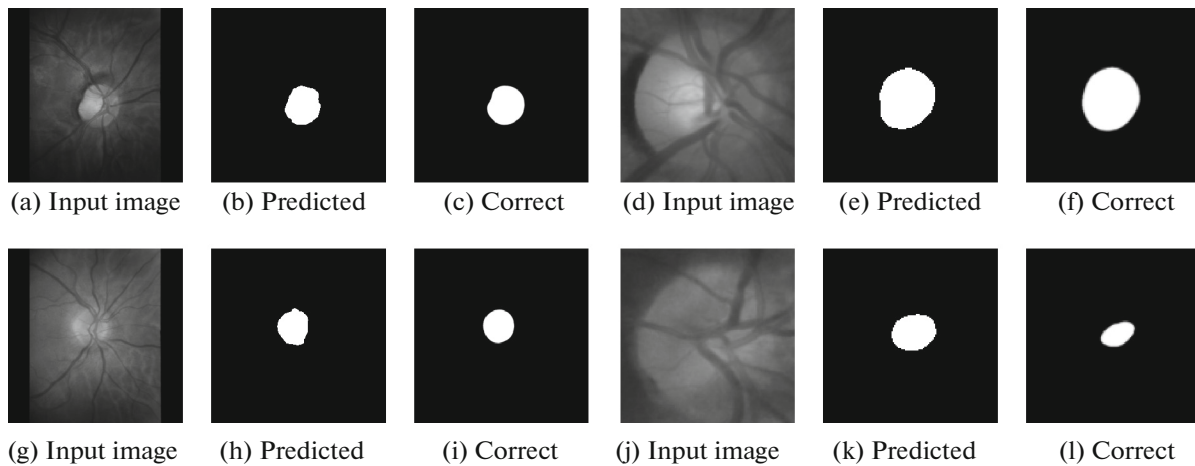 (a) Input image (b) Predicted (c) Correct (d) Input image (e) Predicted (f) Correct
(g) Input image (h) Predicted (i) Correct (j) Input image (k) Predicted (l) Correct